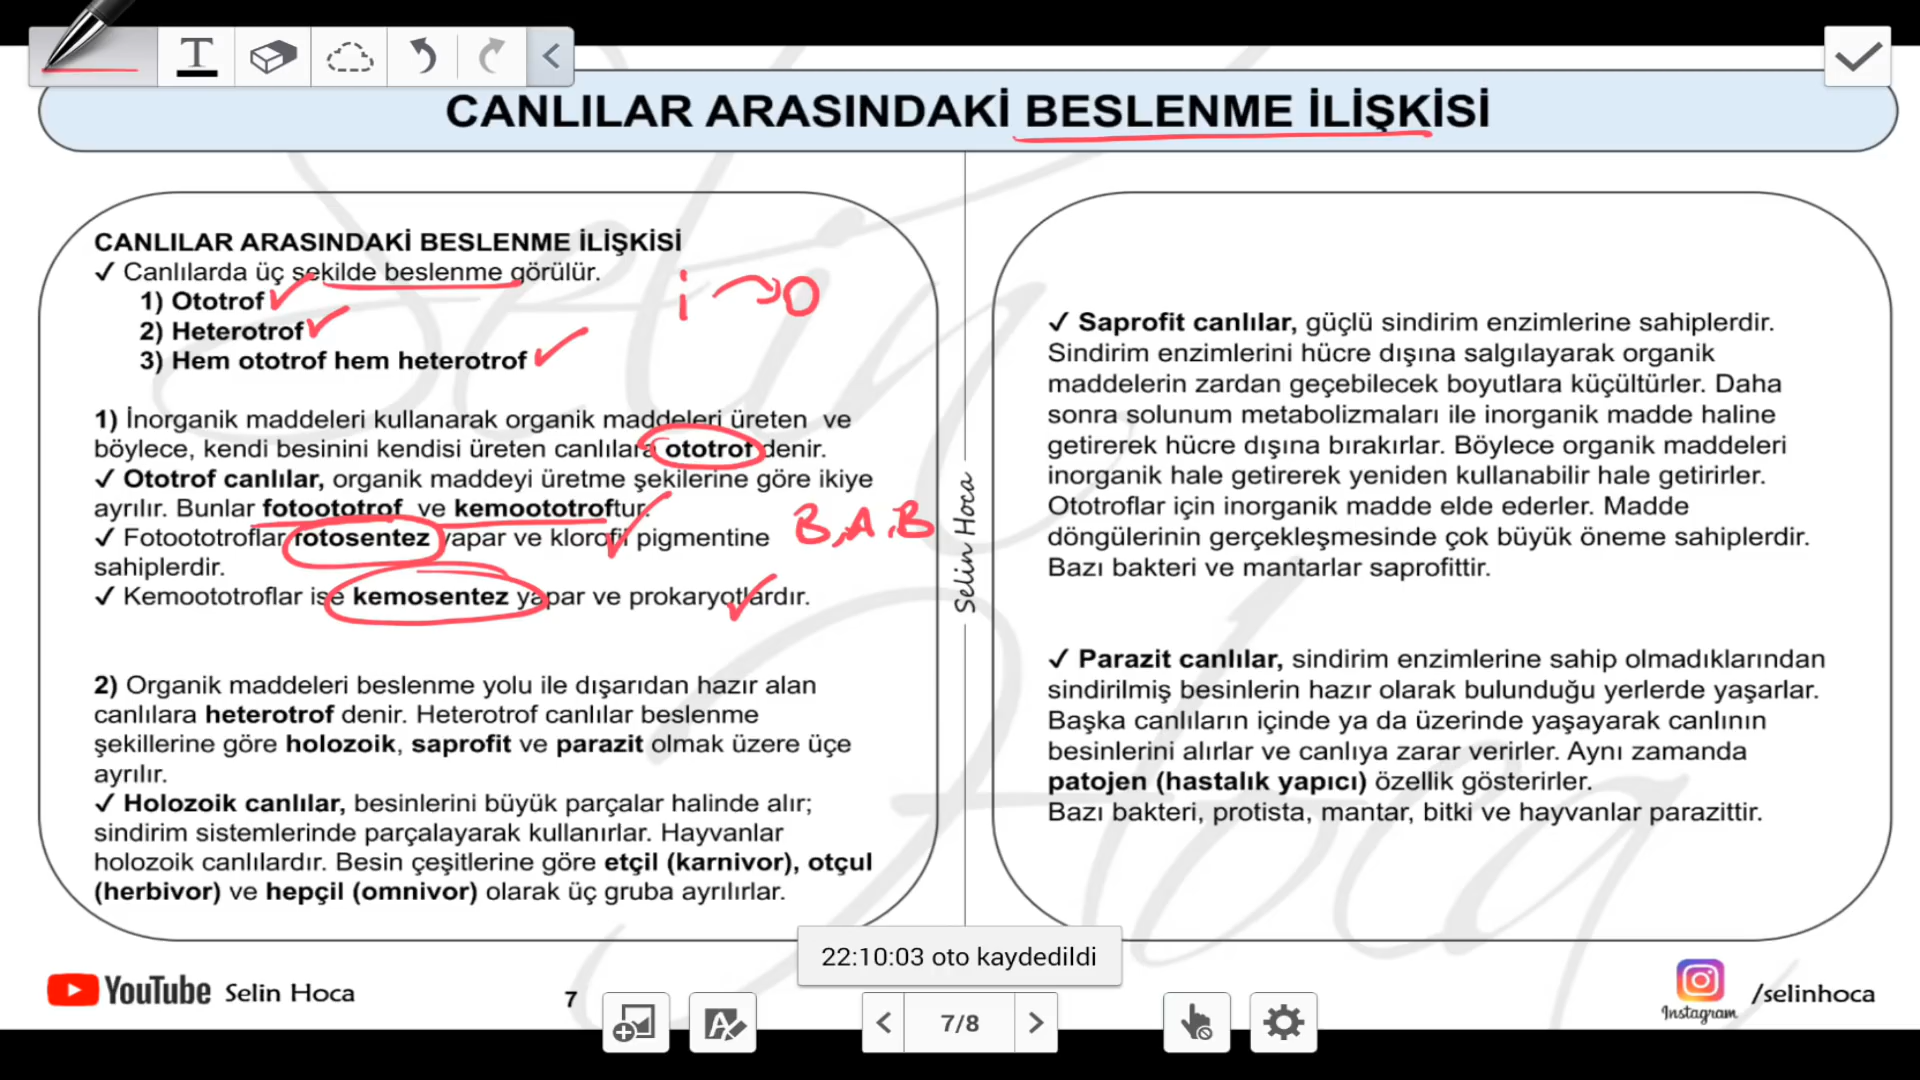 T
CANLILAR ARASINDAKİ BESLENME İLİŞKİSİ
CANLILAR ARASINDAKİ BESLENME İLİŞKİSİ
✓ Canlılarda üç şekilde beslenme görülür.
1) Ototrof
2) Heterotrof
3) Hem ototrof hem heterotrof
i → O
1) İnorganik maddeleri kullanarak organik maddeleri üreten ve
böylece, kendi besinini kendisi üreten canlılara ototrof denir.
✓ Ototrof canlılar, organik maddeyi üretme şekilerine göre ikiye
ayrılır. Bunlar fotoototrof ve kemoototroftur.
✓ Fotoototroflar fotosentez yapar ve klorofil pigmentine
sahiplerdir.
B, A, B
✓ Kemoototroflar ise kemosentez yapar ve prokaryotlardır.
2) Organik maddeleri beslenme yolu ile dışarıdan hazır alan
canlılara heterotrof denir. Heterotrof canlılar beslenme
şekillerine göre holozoik, saprofit ve parazit olmak üzere üçe
ayrılır.
✓ Holozoik canlılar, besinlerini büyük parçalar halinde alır;
sindirim sistemlerinde parçalayarak kullanırlar. Hayvanlar
holozoik canlılardır. Besin çeşitlerine göre etçil (karnivor), otçul
(herbivor) ve hepçil (omnivor) olarak üç gruba ayrılırlar.
Selin Hoca
✓ Saprofit canlılar, güçlü sindirim enzimlerine sahiplerdir.
Sindirim enzimlerini hücre dışına salgılayarak organik
maddelerin zardan geçebilecek boyutlara küçültürler. Daha
sonra solunum metabolizmaları ile inorganik madde haline
getirerek hücre dışına bırakırlar. Böylece organik maddeleri
inorganik hale getirerek yeniden kullanabilir hale getirirler.
Ototroflar için inorganik madde elde ederler. Madde
döngülerinin gerçekleşmesinde çok büyük öneme sahiplerdir.
Bazı bakteri ve mantarlar saprofittir.
✓ Parazit canlılar, sindirim enzimlerine sahip olmadıklarından
sindirilmiş besinlerin hazır olarak bulunduğu yerlerde yaşarlar.
Başka canlıların içinde ya da üzerinde yaşayarak canlının
besinlerini alırlar ve canlıya zarar verirler. Aynı zamanda
patojen (hastalık yapıcı) özellik gösterirler.
Bazı bakteri, protista, mantar, bitki ve hayvanlar parazittir.
22:10:03 oto kaydedildi
YouTube Selin Hoca
7
7/8
Instagram /selinhoca
Selin Hoca